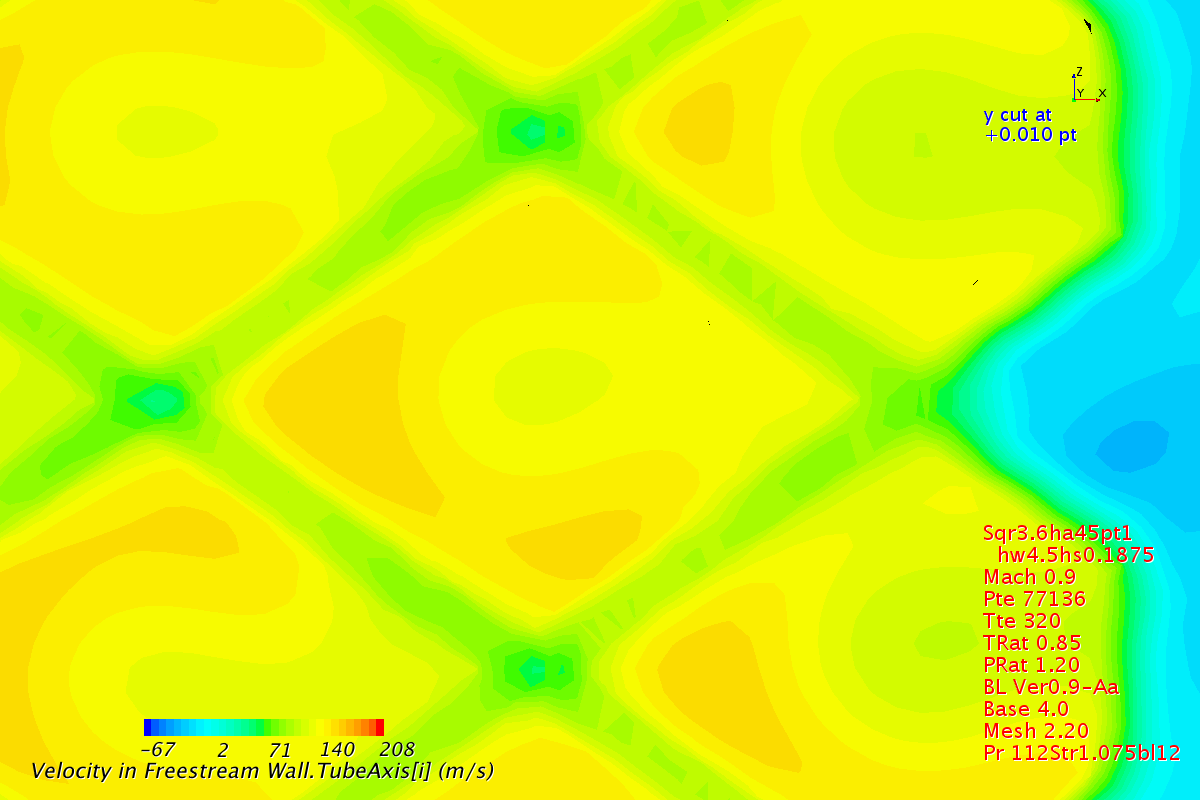 Z
Y X
y cut at
+0.010 pt
Sqr3.6ha45pt1
hw4.5hs0.1875
Mach 0.9
Pte 77136
Tte 320
TRat 0.85
PRat 1.20
BL Ver0.9-Aa
Base 4.0
Mesh 2.20
Pr 112Str1.075bl12
-67 2 71 140 208
Velocity in Freestream Wall.TubeAxis[i] (m/s)